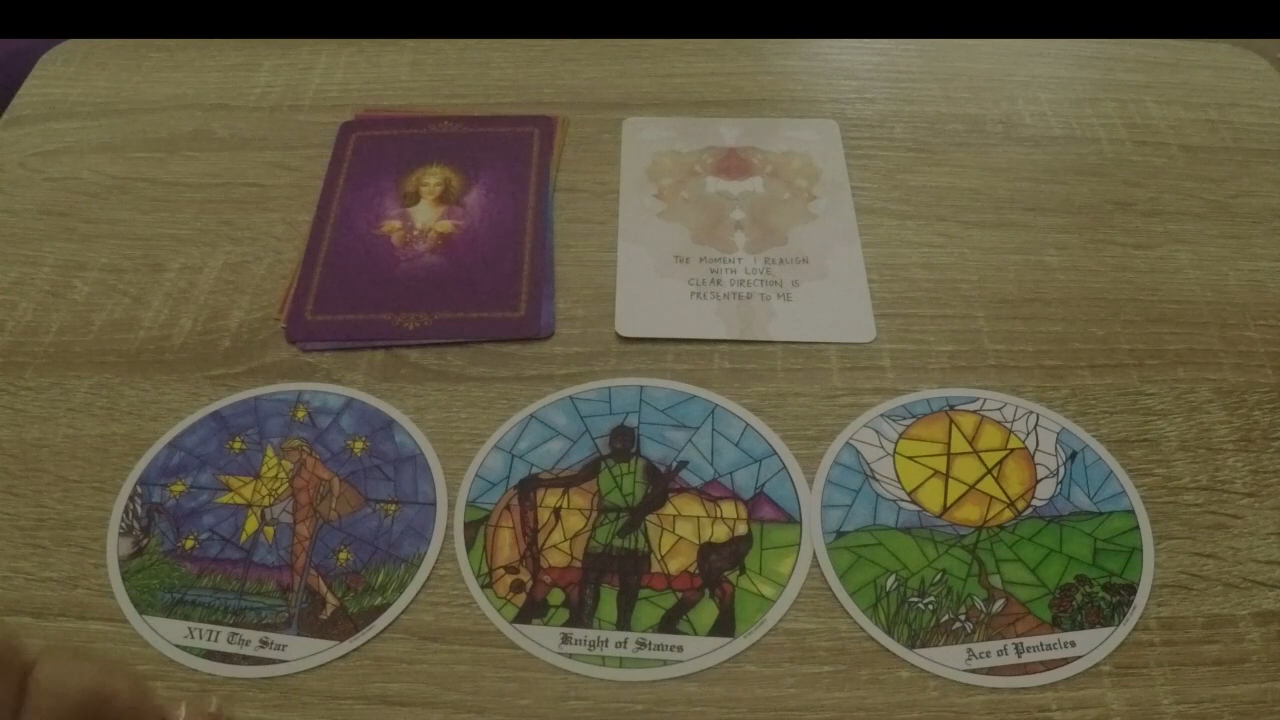 THE MOMENT I REALIGN
WITH LOVE,
CLEAR DIRECTION IS
PRESENTED TO ME
XVII The Star
Knight of Staves
Ace of Pentacles